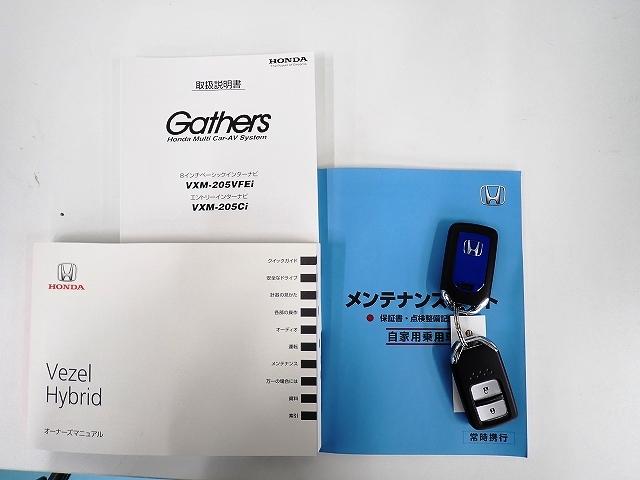 HONDA
The Power of Dreams
取扱説明書
Gathers
Honda Multi Car-AV System
8インチベーシックインターナビ
VXM-205VFEi
エントリーインターナビ
VXM-205Ci
HONDA
クイックガイド
安全なドライブ
計器の見かた
各部の操作
オーディオ
運転
メンテナンス
万一の場合には
資料
索引
Vezel
Hybrid
オーナーズマニュアル
メンテナンス
ト
保証書・点検整備記
自家用乗用
常時携行